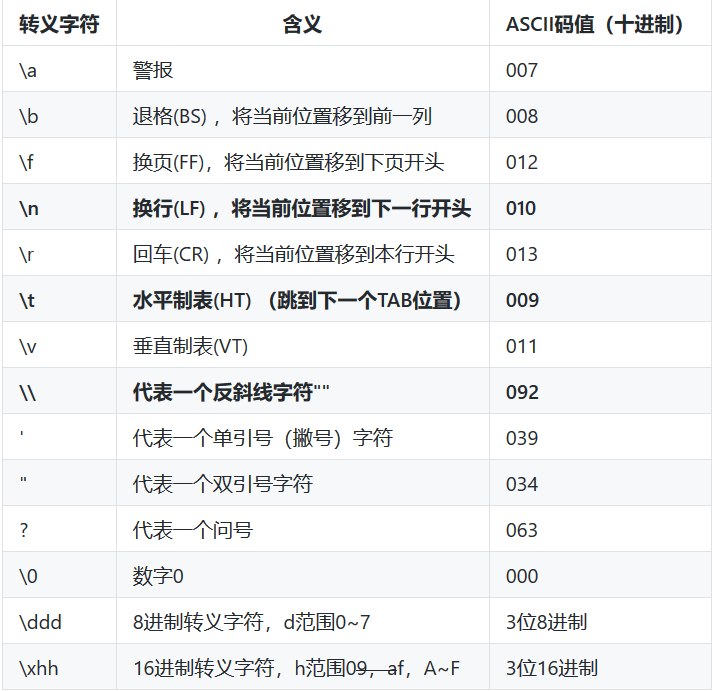 转义字符 含义 ASCII码值（十进制）
\a 警报 007
\b 退格(BS) ，将当前位置移到前一列 008
\f 换页(FF)，将当前位置移到下页开头 012
\n 换行(LF) ，将当前位置移到下一行开头 010
\r 回车(CR) ，将当前位置移到本行开头 013
\t 水平制表(HT) （跳到下一个TAB位置） 009
\v 垂直制表(VT) 011
\\ 代表一个反斜线字符"" 092
' 代表一个单引号（撇号）字符 039
" 代表一个双引号字符 034
? 代表一个问号 063
\0 数字0 000
\ddd 8进制转义字符，d范围0~7 3位8进制
\xhh 16进制转义字符，h范围09，af，A~F 3位16进制